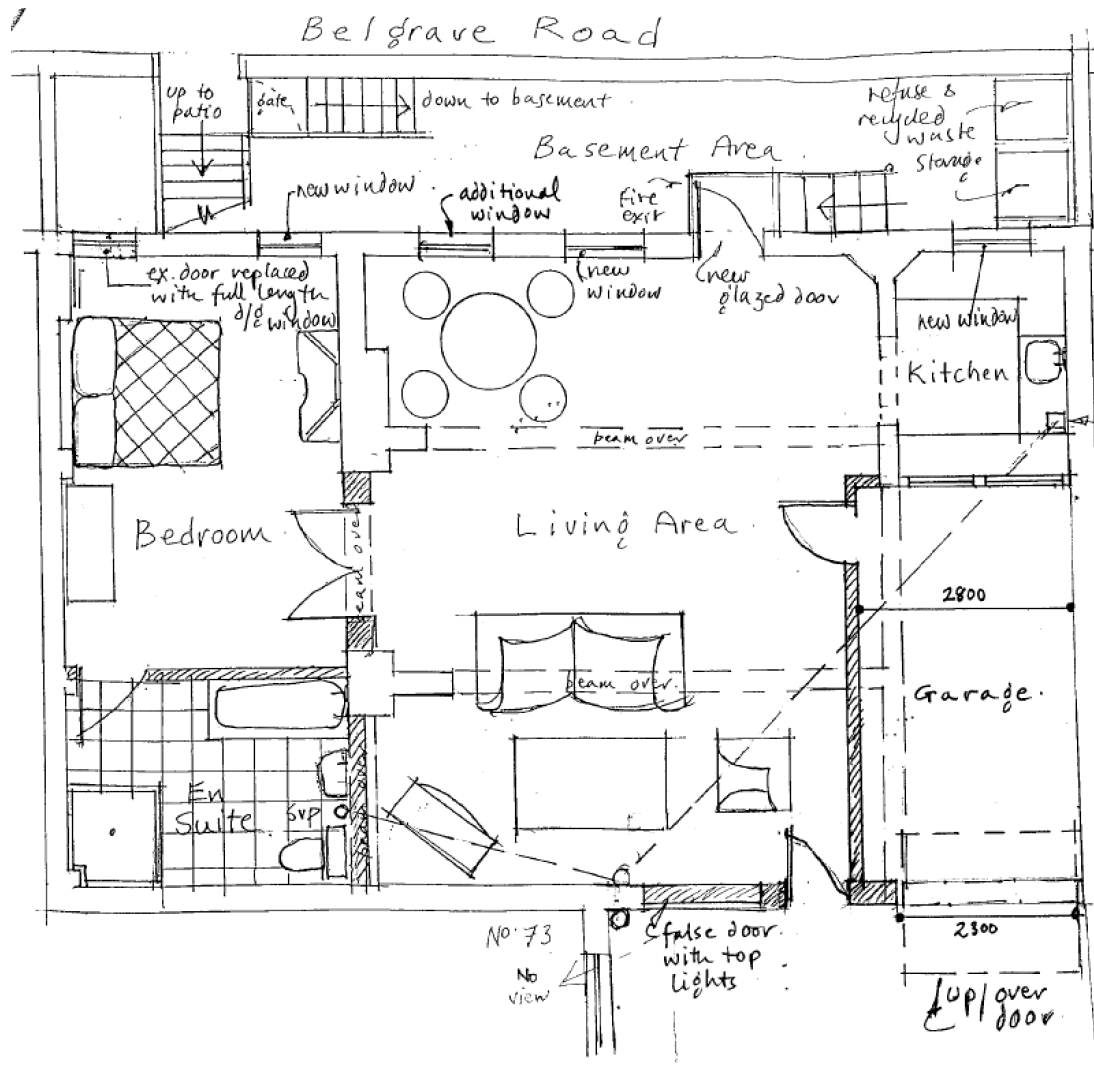 Belgrave Road
up to
patio
gate
down to basement
refuse &
recycled
waste
storage
Basement Area
new window
additional
window
fire
exit
ex. door replaced
with full length
d/g window
new
window
new
glazed door
new window
Kitchen
beam over
Bedroom
beam over
Living Area
2800
beam over
Garage
En
Suite
SVP
No. 73
No
view
false door
with top
lights
2300
up/over
door